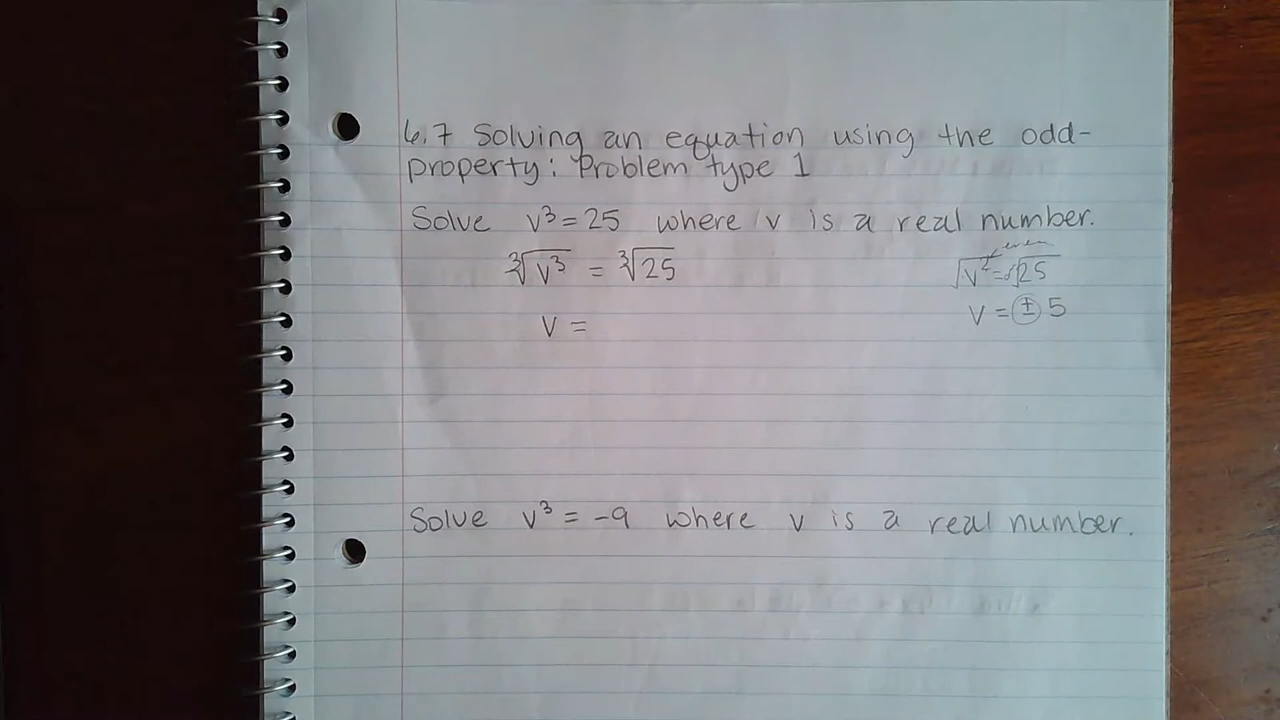 6.7 Solving an equation using the odd-
property: Problem type 1
Solve v³ = 25 where v is a real number.
∛v³ = ∛25
v =
even
√v² = √25
v = ± 5
Solve v³ = -9 where v is a real number.